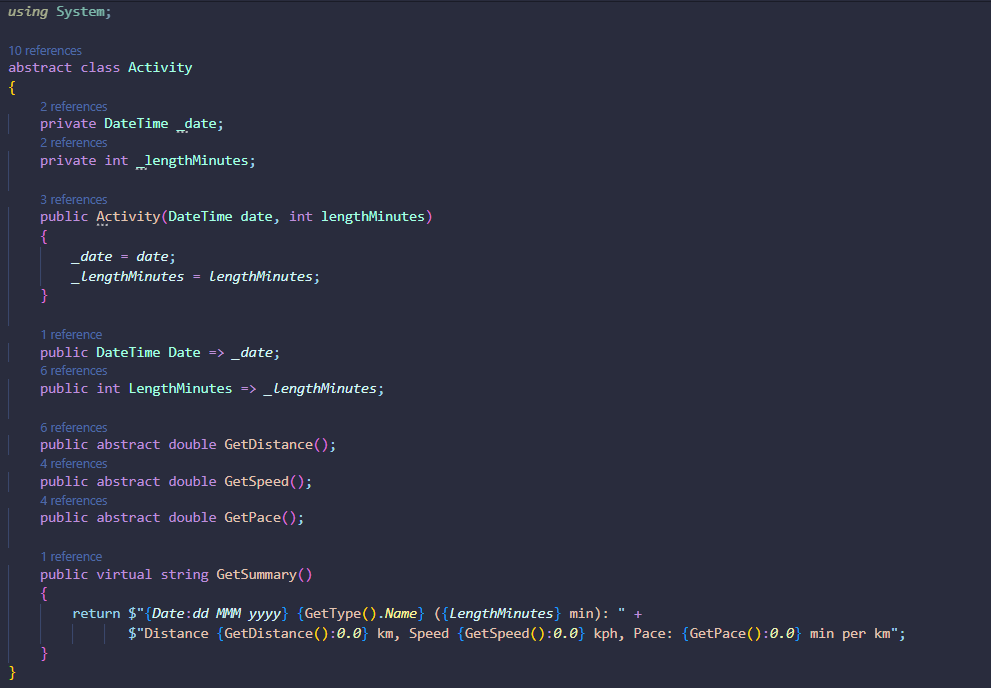 using System;
10 references
abstract class Activity
{
2 references
private DateTime _date;
2 references
private int _lengthMinutes;
3 references
public Activity(DateTime date, int lengthMinutes)
{
_date = date;
_lengthMinutes = lengthMinutes;
}
1 reference
public DateTime Date => _date;
6 references
public int LengthMinutes => _lengthMinutes;
6 references
public abstract double GetDistance();
4 references
public abstract double GetSpeed();
4 references
public abstract double GetPace();
1 reference
public virtual string GetSummary()
{
return $"{Date:dd MMM yyyy} {GetType().Name} ({LengthMinutes} min): " +
$"Distance {GetDistance():0.0} km, Speed {GetSpeed():0.0} kph, Pace: {GetPace():0.0} min per km";
}
}